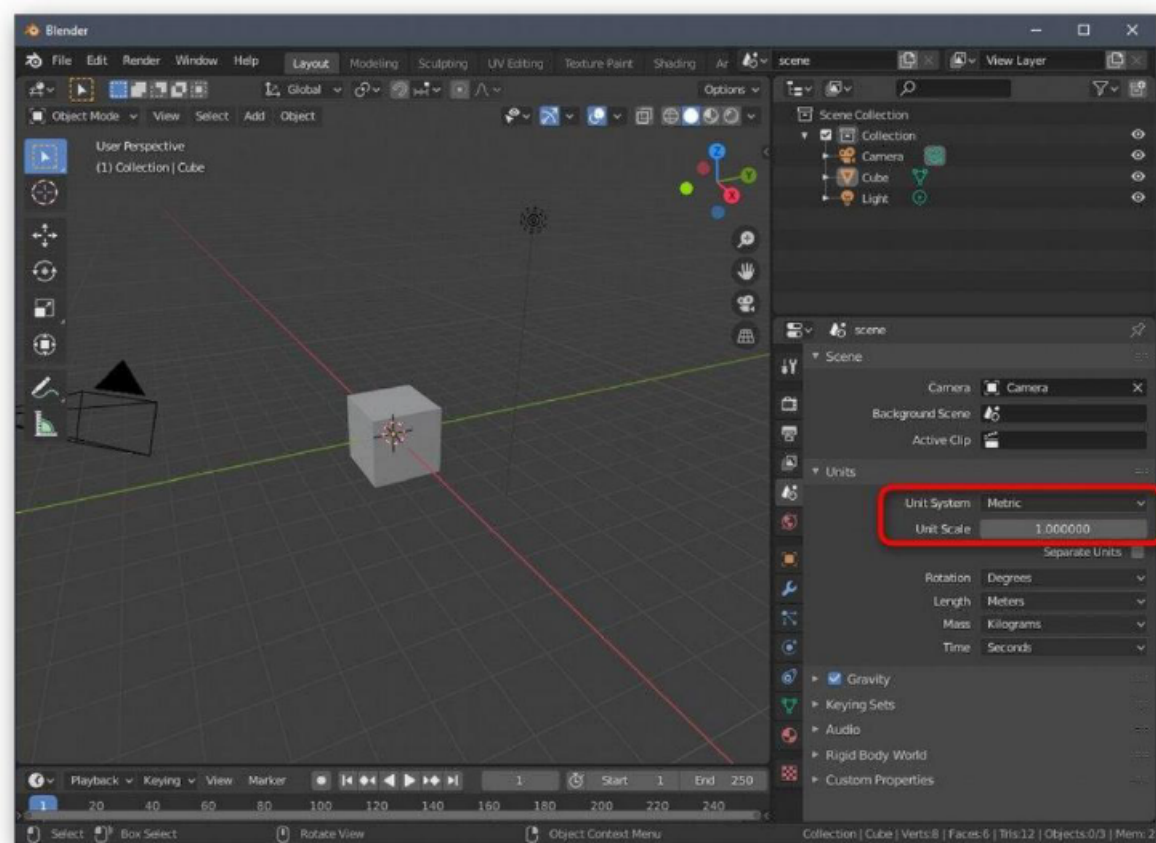 Blender
File Edit Render Window Help Layout Modeling Sculpting UV Editing Texture Paint Shading Ar scene View Layer
Global Options
Object Mode View Select Add Object
User Perspective
(1) Collection | Cube
Z
Y
X
Scene Collection
Collection
Camera
Cube
Light
scene
Scene
Camera Camera
Background Scene
Active Clip
Units
Unit System Metric
Unit Scale 1.000000
Separate Units
Rotation Degrees
Length Meters
Mass Kilograms
Time Seconds
Gravity
Keying Sets
Audio
Rigid Body World
Custom Properties
Playback Keying View Marker 1 Start 1 End 250
1 20 40 60 80 100 120 140 160 180 200 220 240
Select Box Select Rotate View Object Context Menu Collection | Cube | Verts:8 | Faces:6 | Tris:12 | Objects:0/3 | Mem: 2